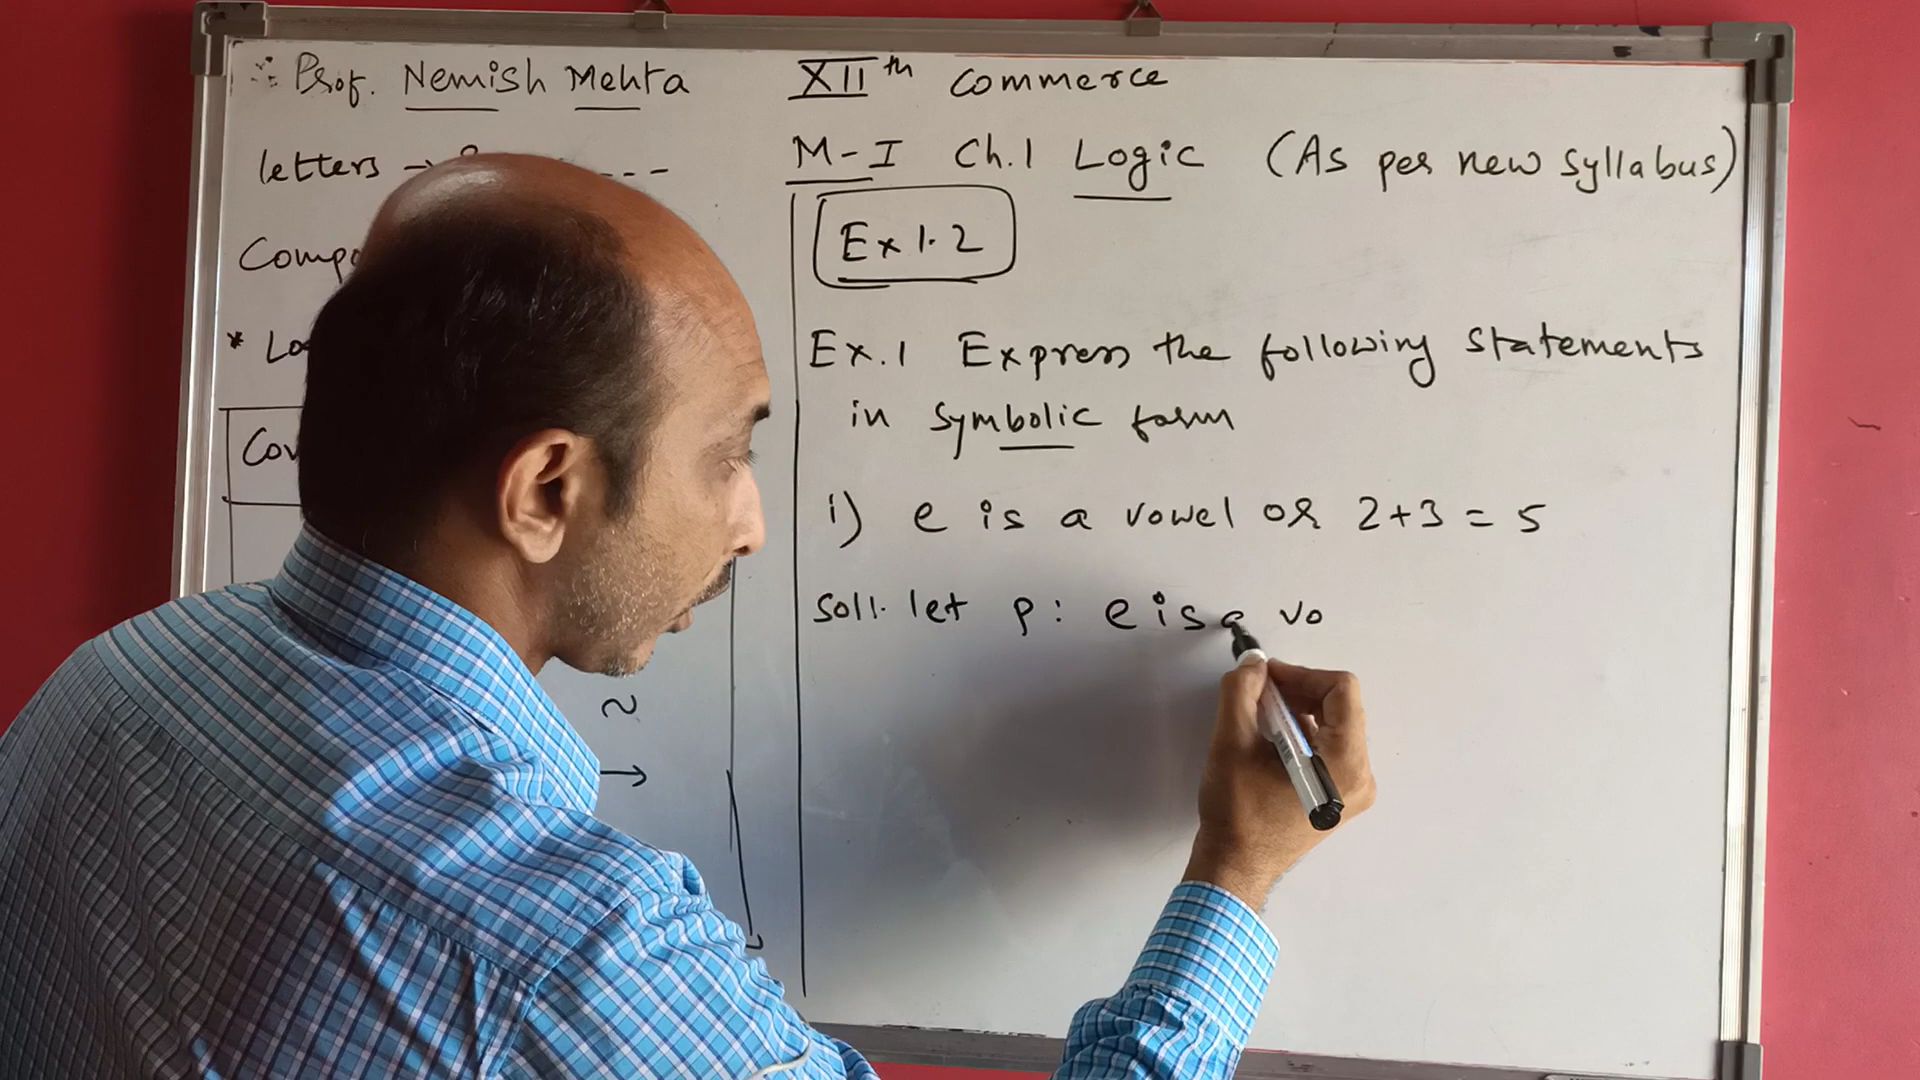 ∴ Prof. Nemish Mehta
letters → - - -
Comp
* Lo
Co
~
→
XIIth Commerce
M-I Ch.1 Logic (As per new syllabus)
Ex 1.2
Ex.1 Express the following statements
in symbolic form
i) e is a vowel or 2+3 = 5
Soln. let p: e is a vo